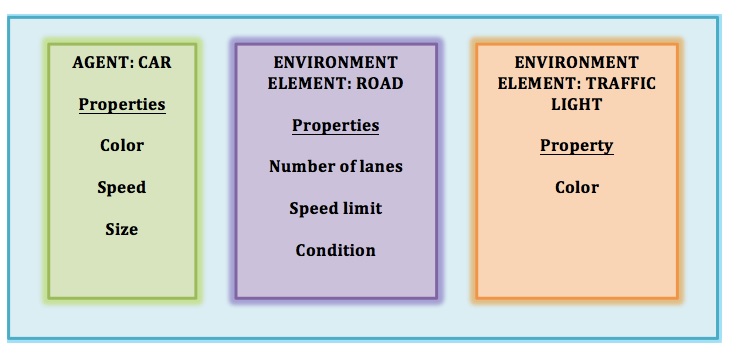 AGENT: CAR
Properties
Color
Speed
Size
ENVIRONMENT
ELEMENT: ROAD
Properties
Number of lanes
Speed limit
Condition
ENVIRONMENT
ELEMENT: TRAFFIC
LIGHT
Property
Color